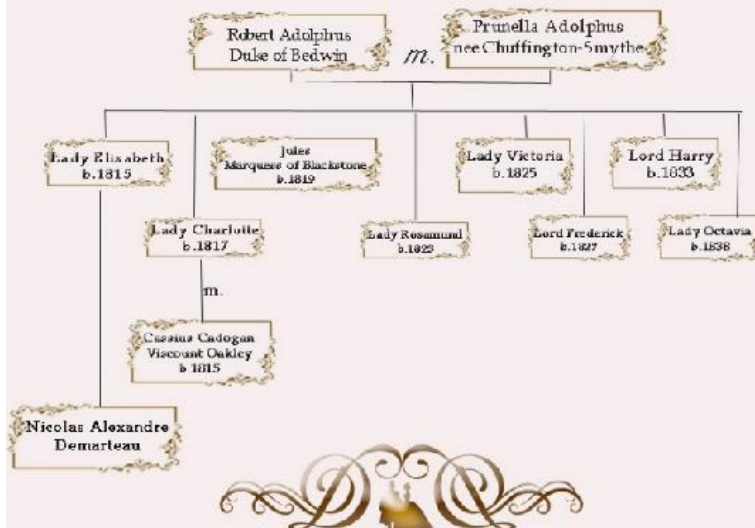 Robert Adolphus
Duke of Bedwin
m.
Prunella Adolphus
nee Chuffington-Smythe
Lady Elisabeth
b.1815
Jules
Marquess of Blackstone
b.1819
Lady Victoria
b.1825
Lord Harry
b.1833
Lady Charlotte
b.1817
Lady Rosamund
b.1823
Lord Frederick
b.1827
Lady Octavia
b.1838
m.
Cassius Cadogan
Viscount Oakley
b 1815
Nicolas Alexandre
Demarteau